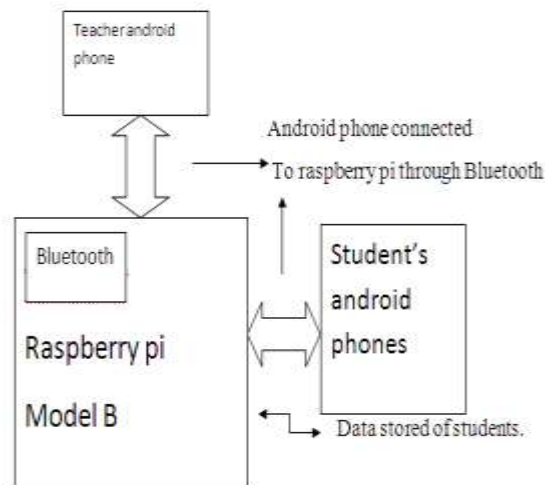 Teacher android
phone
Android phone connected
To raspberry pi through Bluetooth
Bluetooth
Raspberry pi
Model B
Student's
android
phones
Data stored of students.